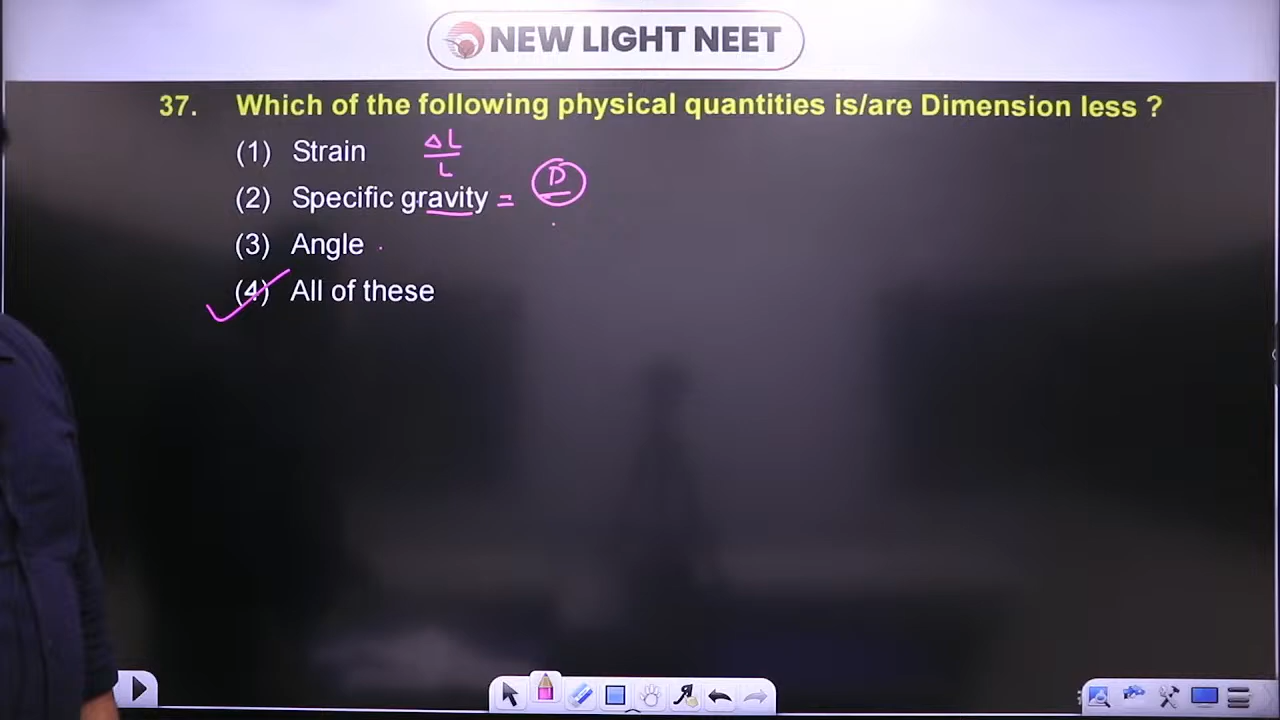 NEW LIGHT NEET
37. Which of the following physical quantities is/are Dimension less ?
(1) Strain ΔL/L
(2) Specific gravity = D
(3) Angle
(4) All of these